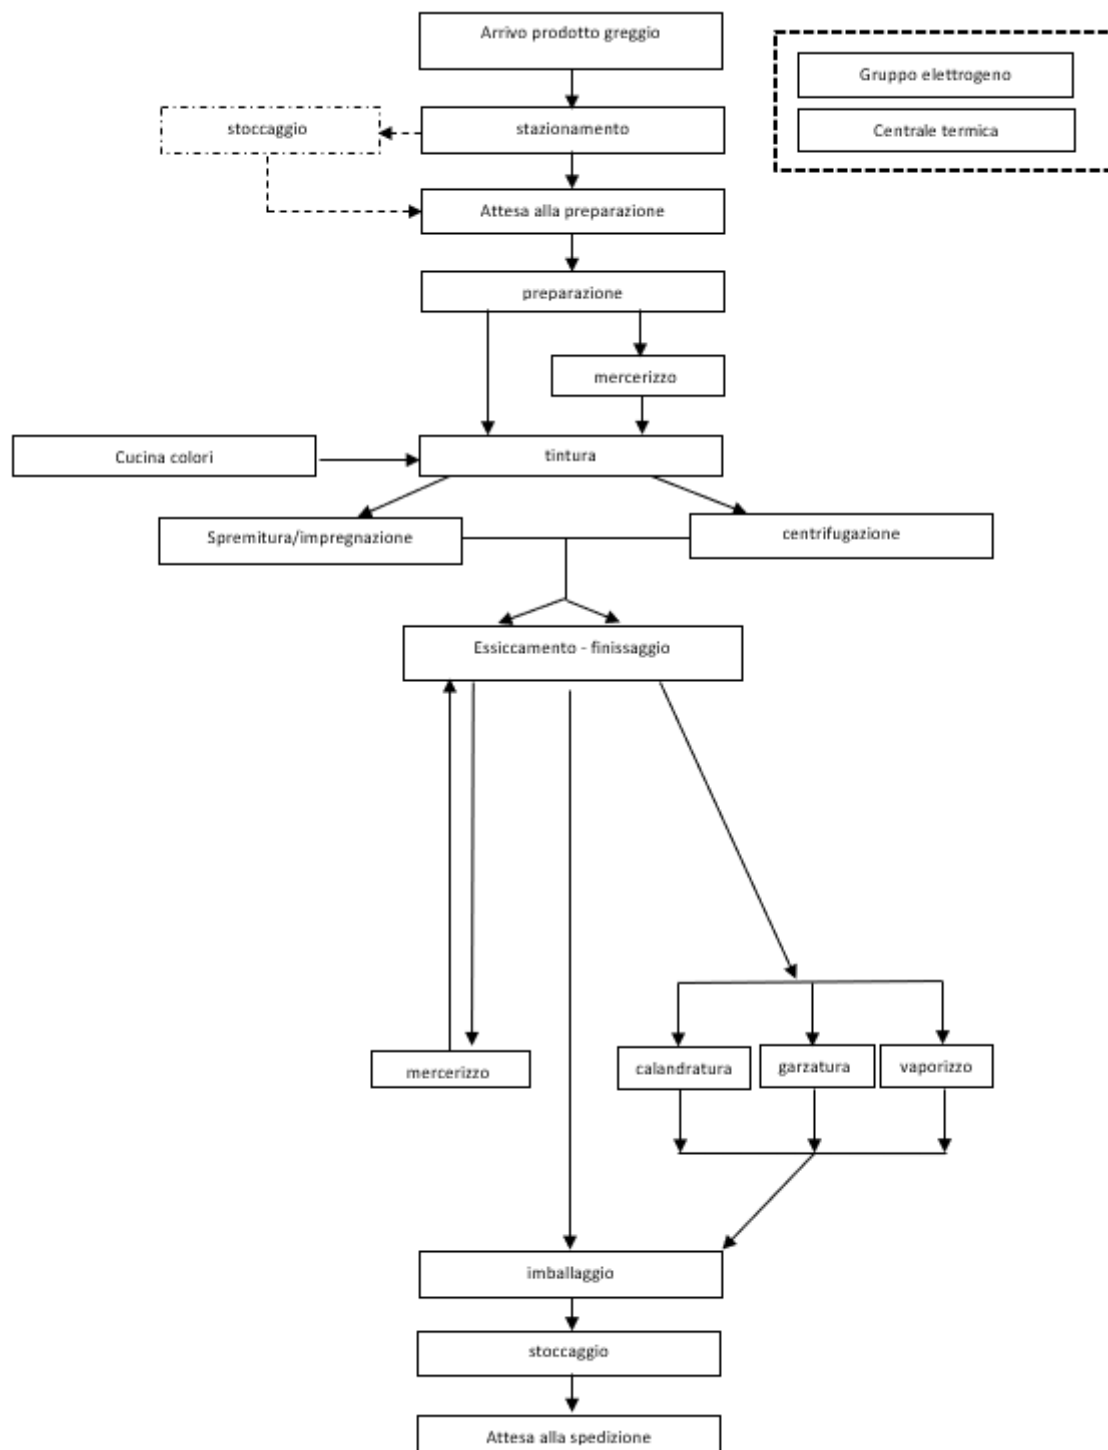 Arrivo prodotto greggio
Gruppo elettrogeno
Centrale termica
stoccaggio
stazionamento
Attesa alla preparazione
preparazione
mercerizzo
Cucina colori
tintura
Spremitura/impregnazione
centrifugazione
Essiccamento - finissaggio
mercerizzo
calandratura
garzatura
vaporizzo
imballaggio
stoccaggio
Attesa alla spedizione